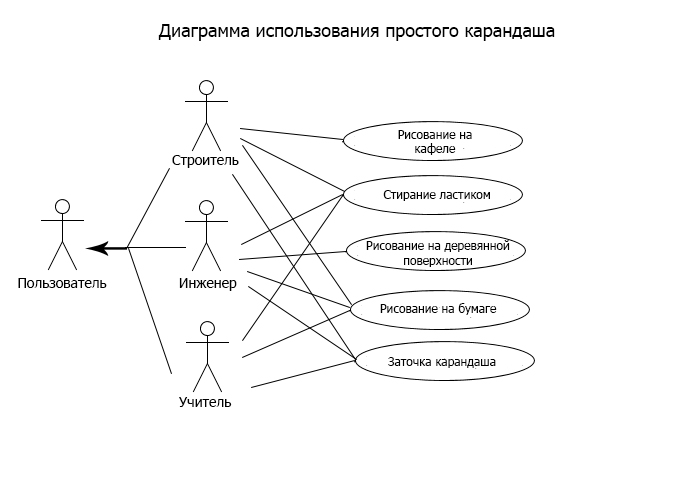 Диаграмма использования простого карандаша
Строитель
Рисование на
кафеле
Стирание ластиком
Пользователь
Инженер
Рисование на деревянной
поверхности
Рисование на бумаге
Учитель
Заточка карандаша